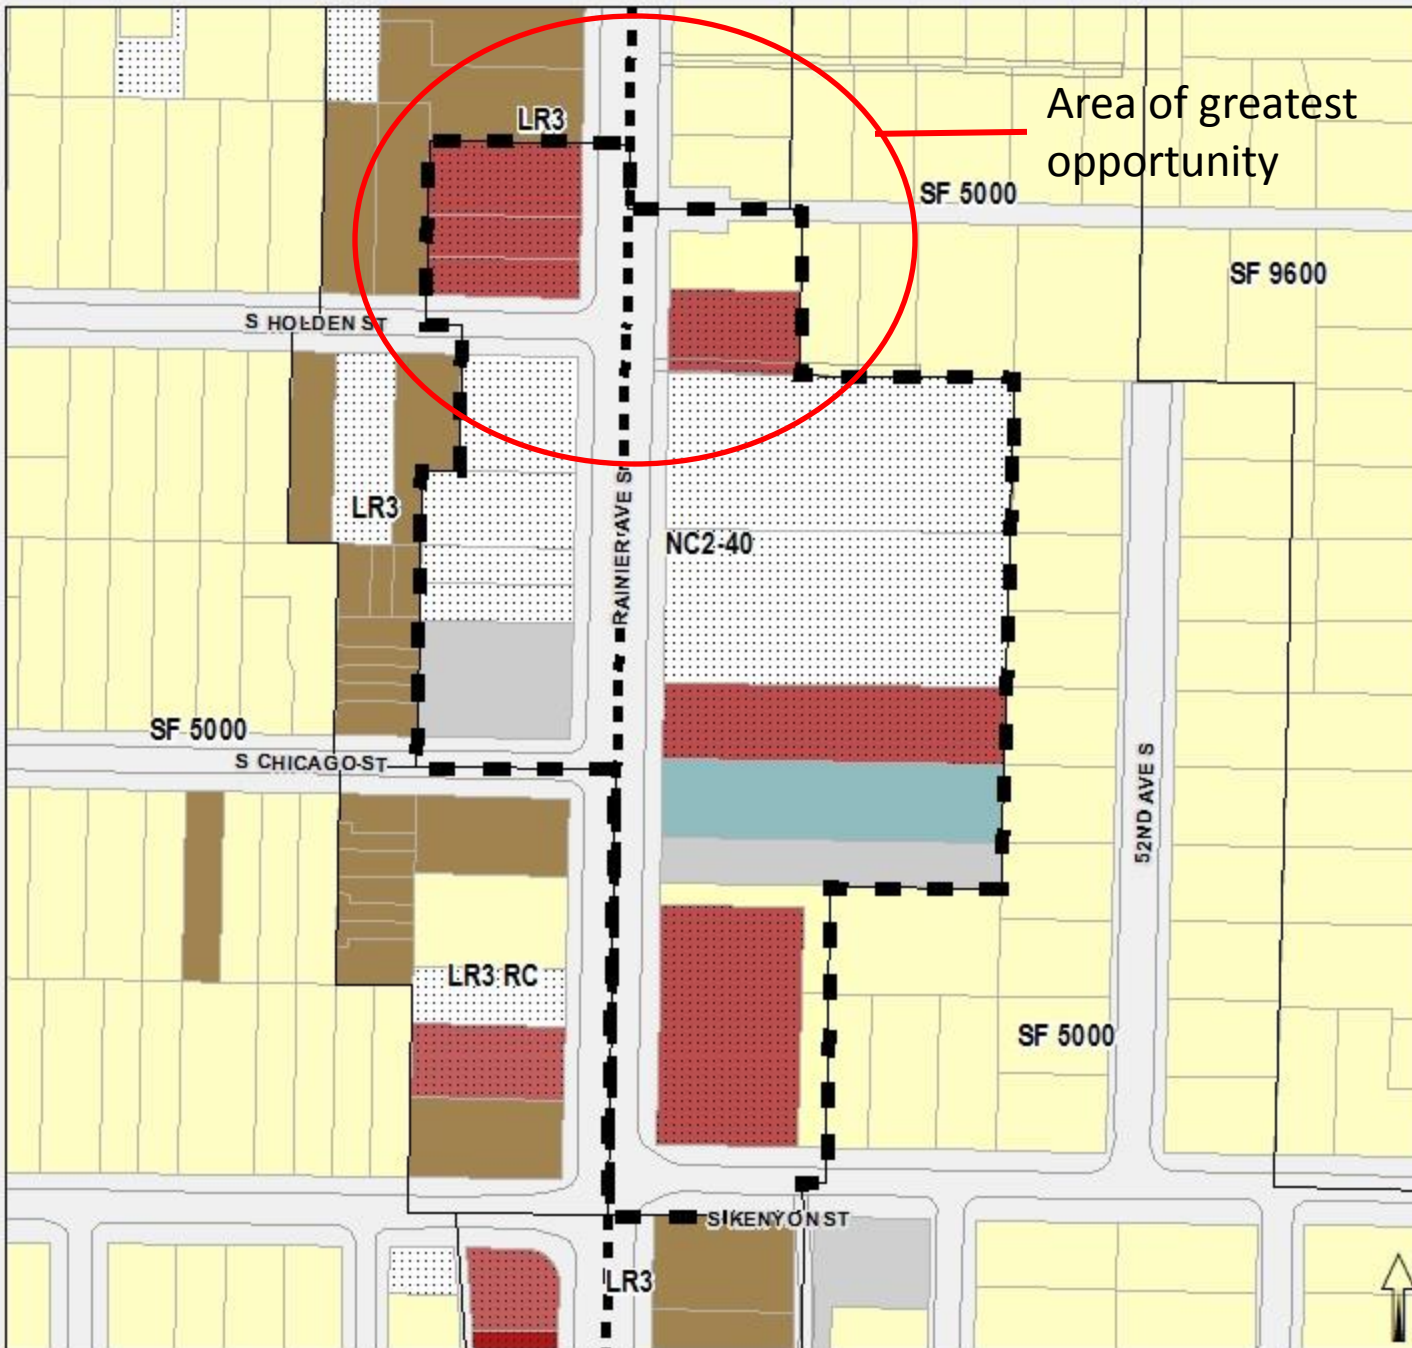 Area of greatest
opportunity
LR3
SF 5000
SF 9600
S HOLDEN ST
LR3
RAINIER AVE S
NC2-40
SF 5000
S CHICAGO ST
52ND AVE S
LR3 RC
SF 5000
S KENYON ST
LR3